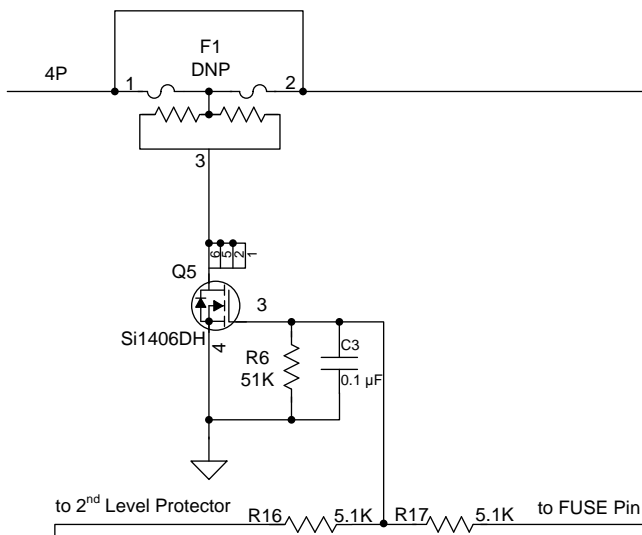 F1
DNP
4P
1
2
3
6
5
2
1
Q5
3
Si1406DH
4
R6
51K
C3
0.1 µF
to 2nd Level Protector
R16
5.1K
R17
5.1K
to FUSE Pin